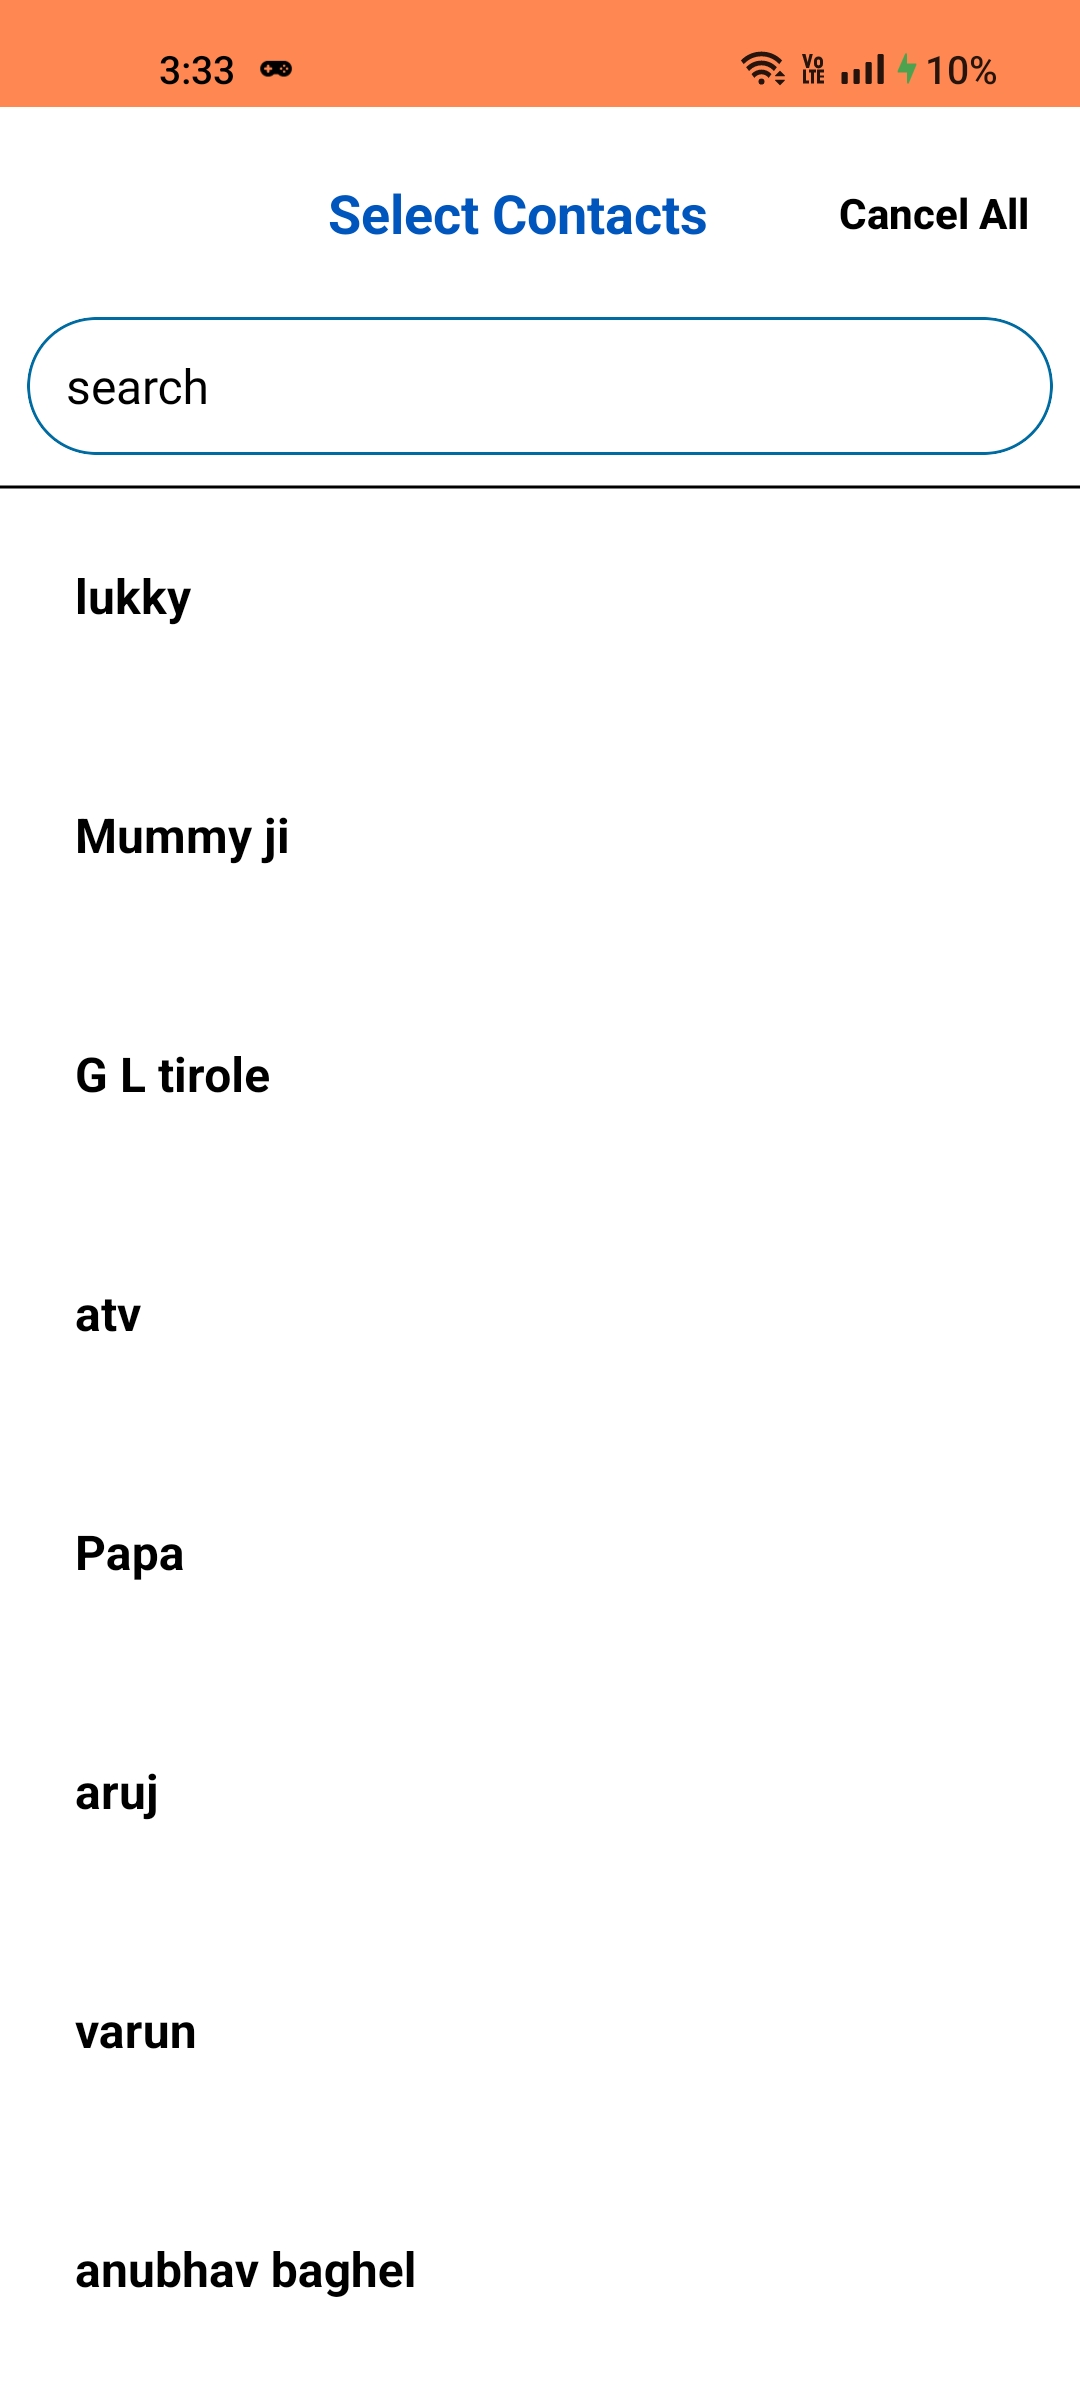 3:33 Vo LTE 10%
Select Contacts Cancel All
search
lukky
Mummy ji
G L tirole
atv
Papa
aruj
varun
anubhav baghel